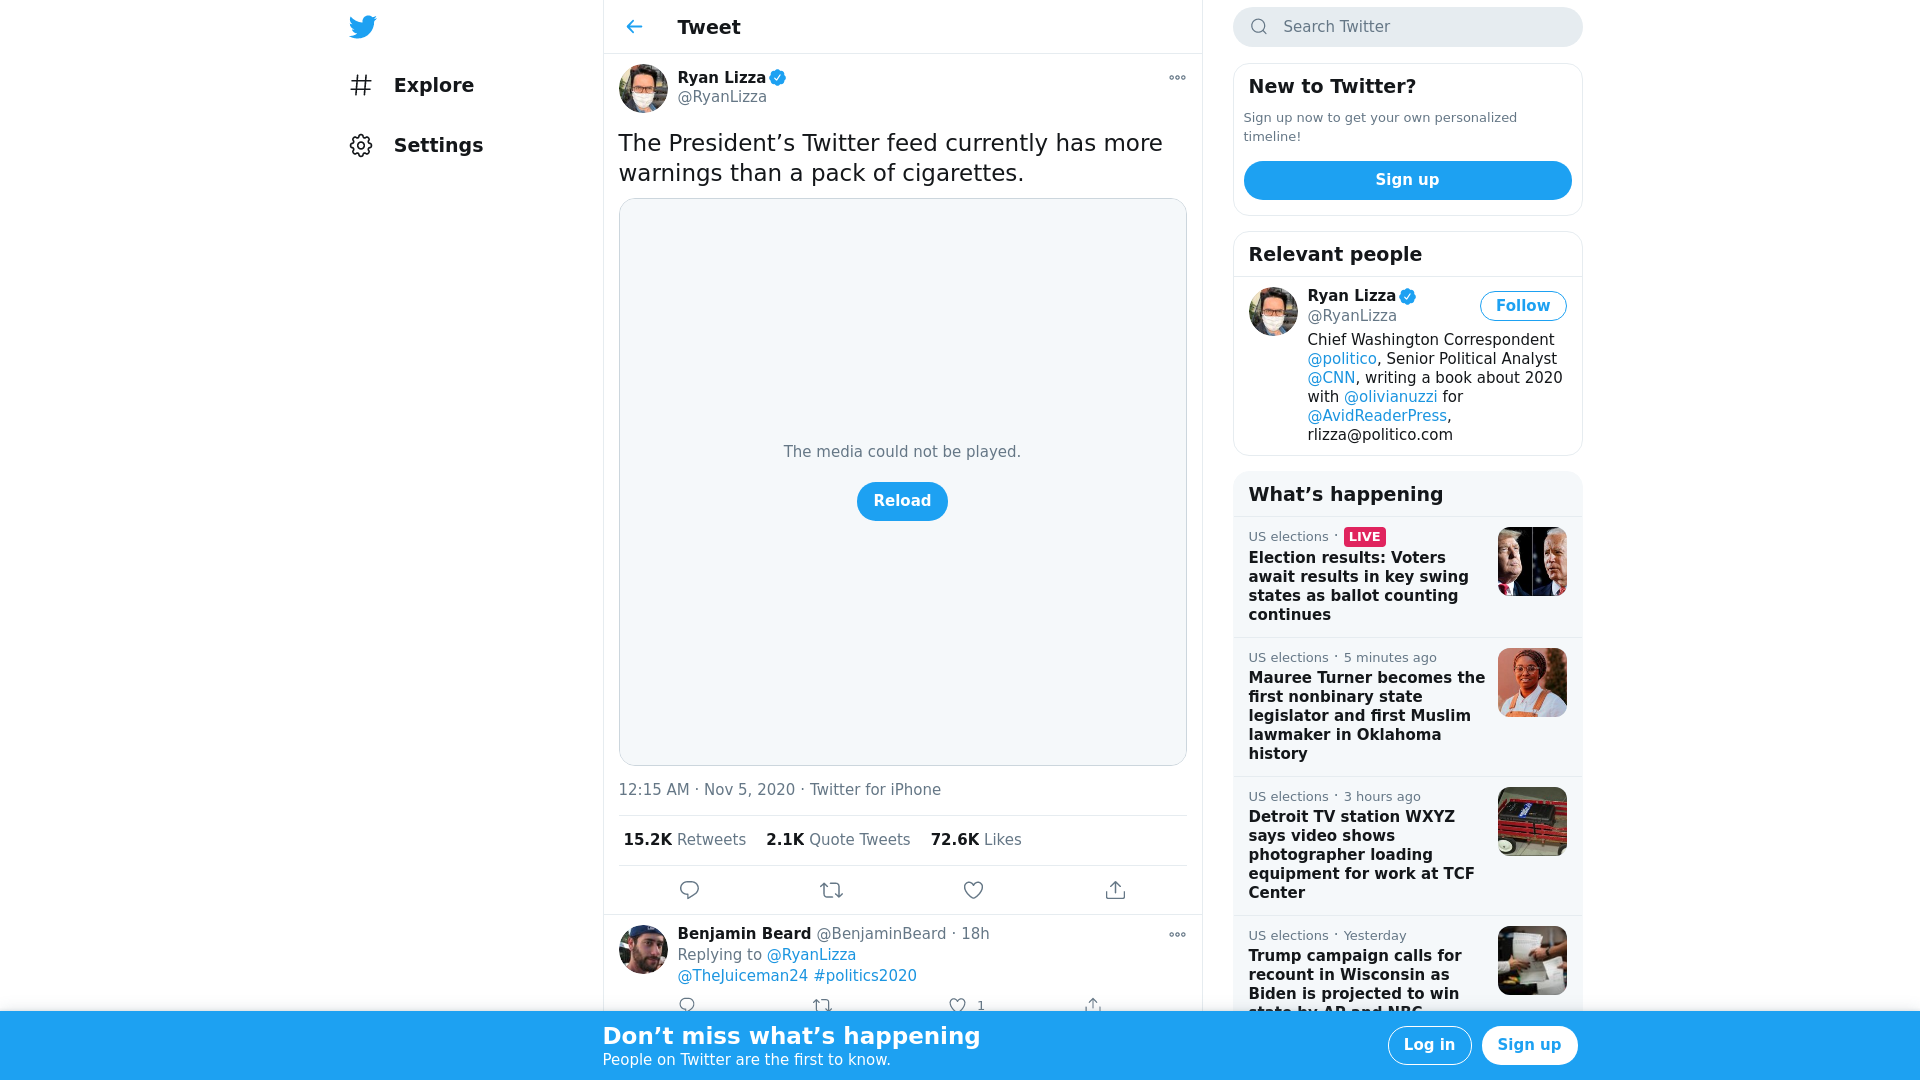 Explore
Settings
Tweet
Ryan Lizza
@RyanLizza
The President’s Twitter feed currently has more
warnings than a pack of cigarettes.
The media could not be played.
Reload
12:15 AM · Nov 5, 2020 · Twitter for iPhone
15.2K Retweets 2.1K Quote Tweets 72.6K Likes
Benjamin Beard @BenjaminBeard · 18h
Replying to @RyanLizza
@TheJuiceman24 #politics2020
1
Search Twitter
New to Twitter?
Sign up now to get your own personalized
timeline!
Sign up
Relevant people
Ryan Lizza
@RyanLizza
Follow
Chief Washington Correspondent
@politico, Senior Political Analyst
@CNN, writing a book about 2020
with @olivianuzzi for
@AvidReaderPress,
rlizza@politico.com
What’s happening
US elections · LIVE
Election results: Voters
await results in key swing
states as ballot counting
continues
US elections · 5 minutes ago
Mauree Turner becomes the
first nonbinary state
legislator and first Muslim
lawmaker in Oklahoma
history
US elections · 3 hours ago
Detroit TV station WXYZ
says video shows
photographer loading
equipment for work at TCF
Center
US elections · Yesterday
Trump campaign calls for
recount in Wisconsin as
Biden is projected to win
state by AP and NBC
Don’t miss what’s happening
People on Twitter are the first to know.
Log in
Sign up